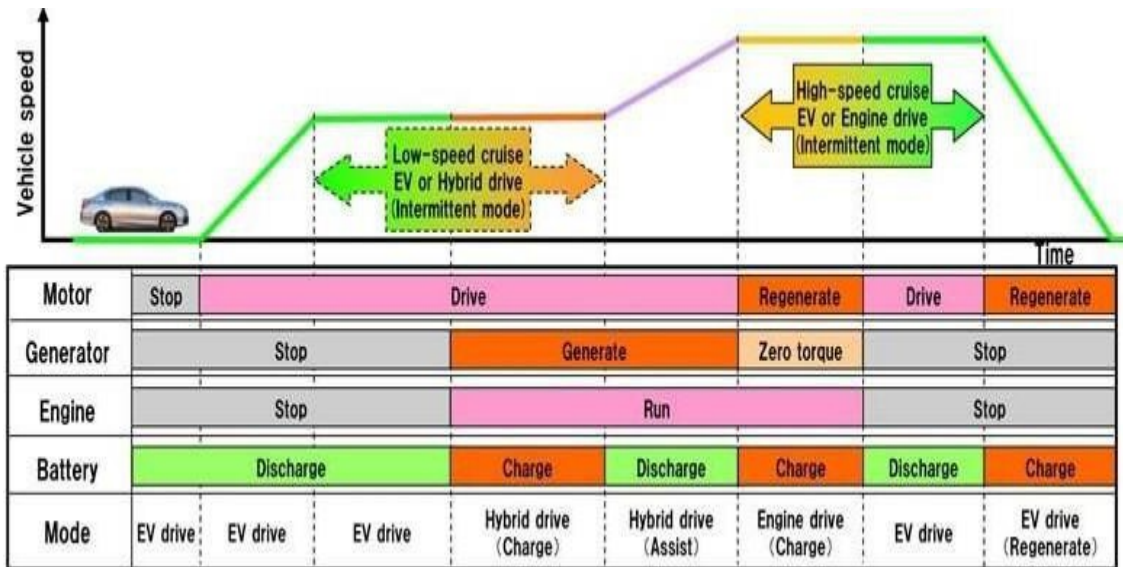 Vehicle speed
Low-speed cruise
EV or Hybrid drive
(Intermittent mode)
High-speed cruise
EV or Engine drive
(Intermittent mode)
Time
Motor Stop Drive Regenerate Drive Regenerate
Generator Stop Generate Zero torque Stop
Engine Stop Run Stop
Battery Discharge Charge Discharge Charge Discharge Charge
Mode EV drive EV drive EV drive Hybrid drive (Charge) Hybrid drive (Assist) Engine drive (Charge) EV drive EV drive (Regenerate)